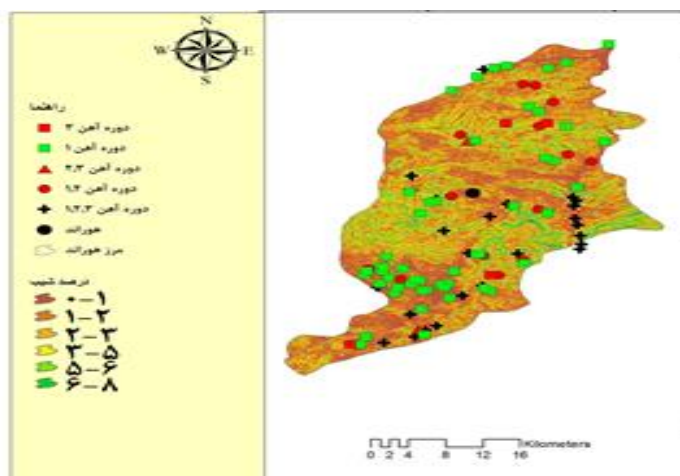 N
W E
S
راهنما
دوره آهن ۳
دوره آهن ۱
دوره آهن ۲,۳
دوره آهن ۱,۲
دوره آهن ۱,۲,۳
هوراند
مرز هوراند
درصد شیب
۰-۱
۱-۲
۲-۳
۳-۵
۵-۶
۶-۸
Kilometers
0 2 4 8 12 16